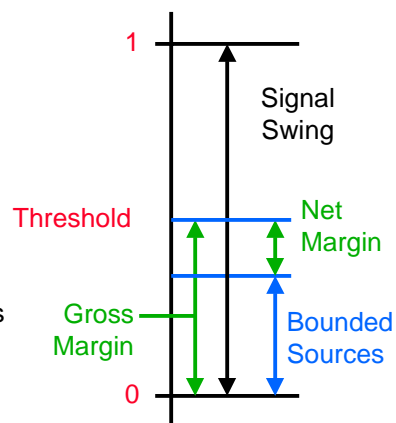 1
Signal
Swing
Threshold
Net
Margin
s
Gross
Margin
Bounded
Sources
0